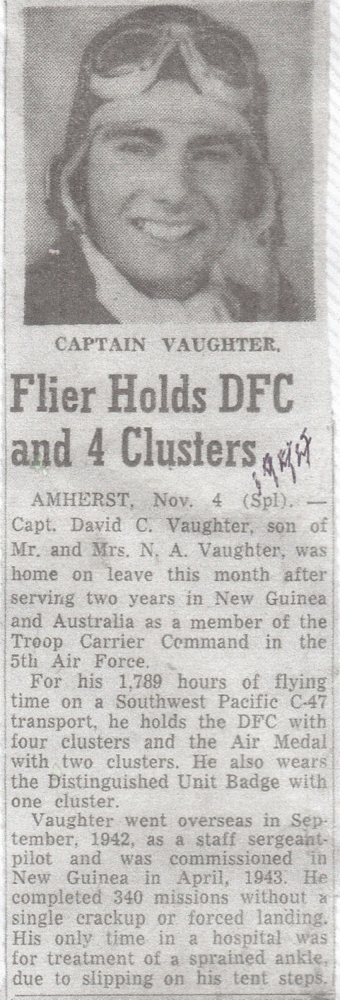 CAPTAIN VAUGHTER.
Flier Holds DFC
and 4 Clusters
AMHERST, Nov. 4 (Spl). —
Capt. David C. Vaughter, son of
Mr. and Mrs. N. A. Vaughter, was
home on leave this month after
serving two years in New Guinea
and Australia as a member of the
Troop Carrier Command in the
5th Air Force.
For his 1,789 hours of flying
time on a Southwest Pacific C-47
transport, he holds the DFC with
four clusters and the Air Medal
with two clusters. He also wears
the Distinguished Unit Badge with
one cluster.
Vaughter went overseas in Sep-
tember, 1942, as a staff sergeant-
pilot and was commissioned in
New Guinea in April, 1943. He
completed 340 missions without a
single crackup or forced landing.
His only time in a hospital was
for treatment of a sprained ankle,
due to slipping on his tent steps.